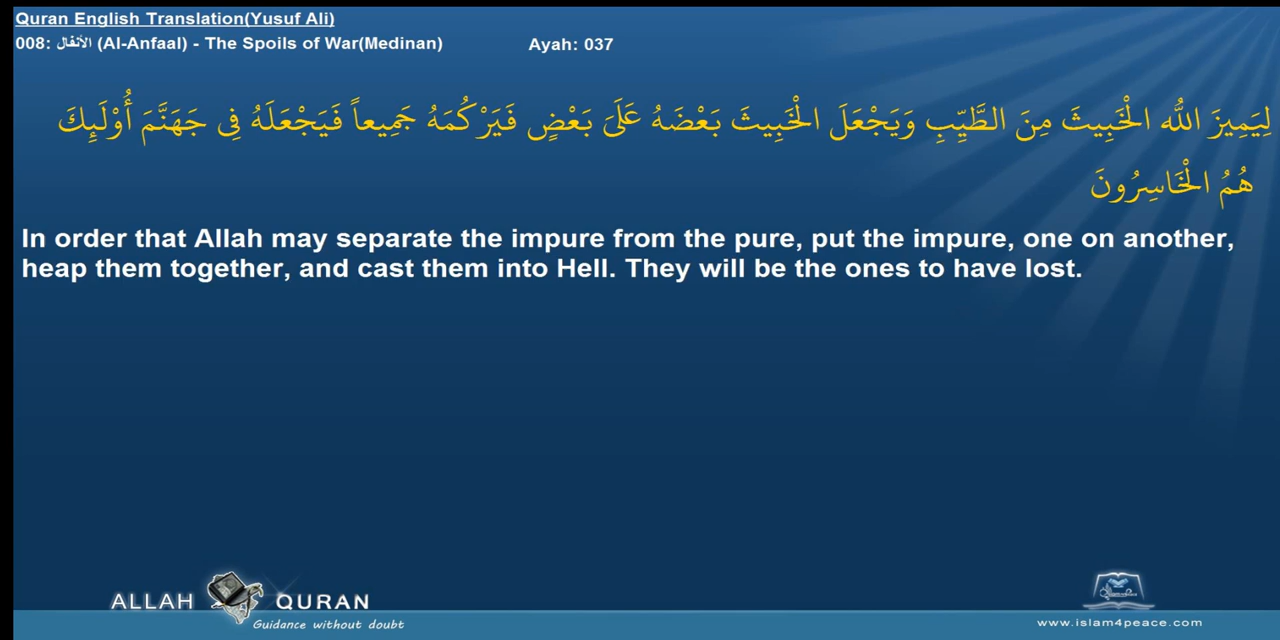 Quran English Translation(Yusuf Ali)
008: الأنفال (Al-Anfaal) - The Spoils of War(Medinan) Ayah: 037
لِيَمِيزَ اللّهُ الْخَبِيثَ مِنَ الطَّيِّبِ وَيَجْعَلَ الْخَبِيثَ بَعْضَهُ عَلَىَ بَعْضٍ فَيَرْكُمَهُ جَمِيعاً فَيَجْعَلَهُ فِي جَهَنَّمَ أُوْلَئِكَ
هُمُ الْخَاسِرُونَ
In order that Allah may separate the impure from the pure, put the impure, one on another,
heap them together, and cast them into Hell. They will be the ones to have lost.
ALLAH QURAN
Guidance without doubt
www.islam4peace.com